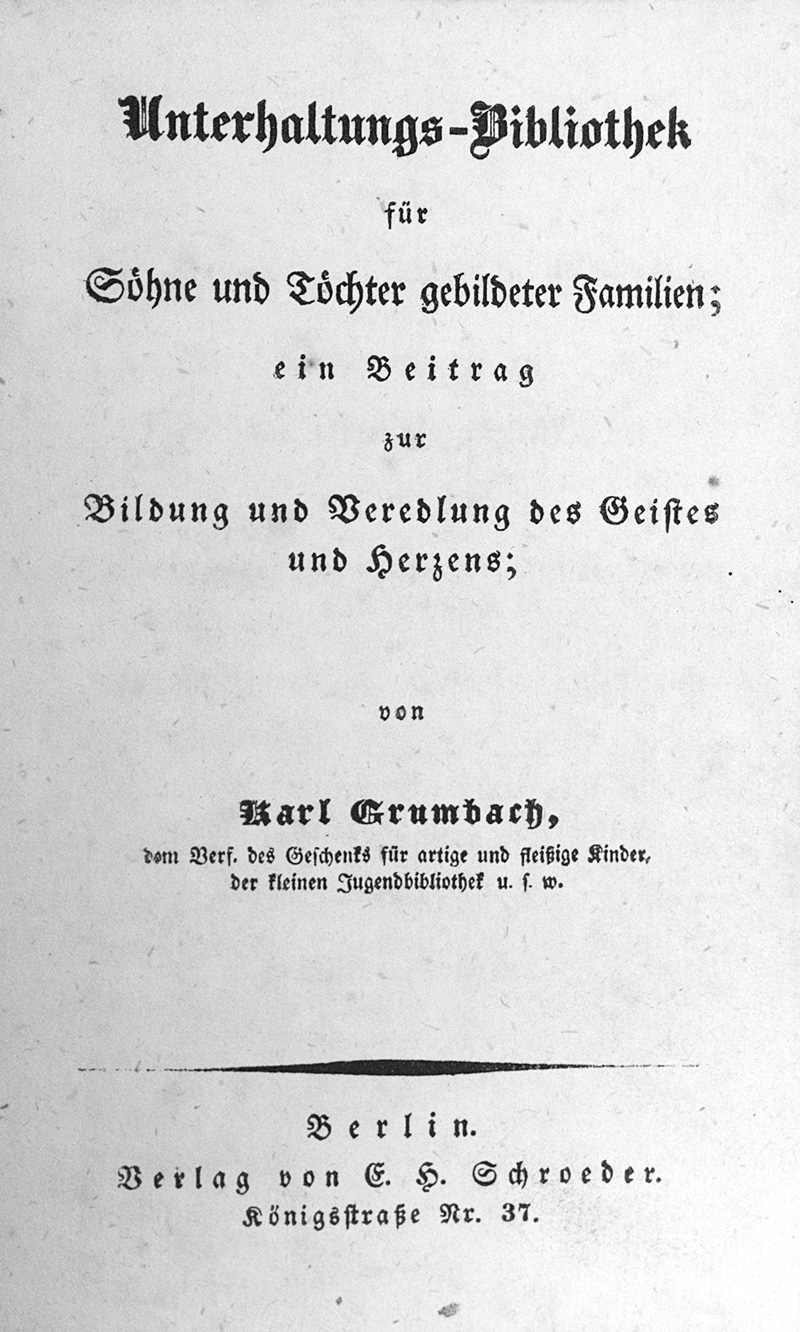 Unterhaltungs-Bibliothek
für
Söhne und Töchter gebildeter Familien;
ein Beitrag
zur
Bildung und Veredlung des Geistes
und Herzens;
von
Karl Grumbach,
dem Verf. des Geschenks für artige und fleißige Kinder,
der kleinen Jugendbibliothek u. s. w.
Berlin.
Verlag von E. H. Schroeder.
Königsstraße Nr. 37.